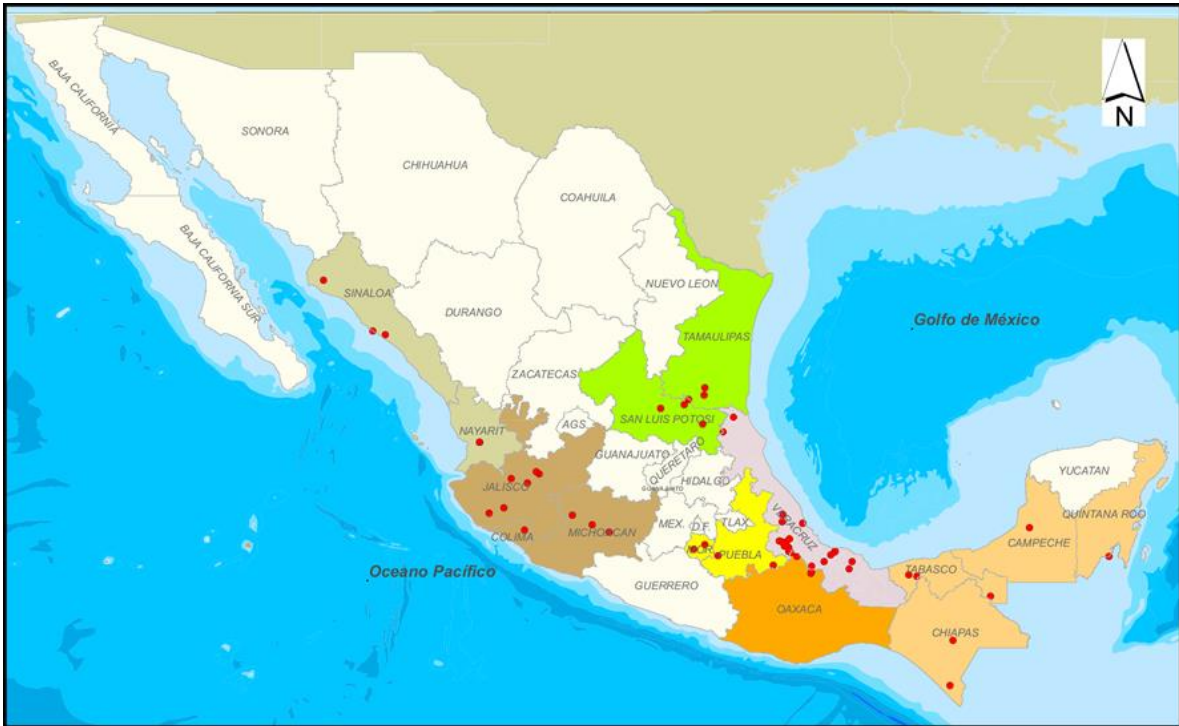 N
BAJA CALIFORNIA
SONORA
CHIHUAHUA
COAHUILA
BAJA CALIFORNIA SUR
SINALOA
NUEVO LEON
DURANGO
Golfo de México
TAMAULIPAS
ZACATECAS
SAN LUIS POTOSI
AGS.
NAYARIT
GUANAJUATO
QUERETARO
HIDALGO
YUCATAN
JALISCO
QUINTANA ROO
VERACRUZ
MEX.
D.F.
TLAX.
COLIMA
MICHOACAN
CAMPECHE
MOR.
PUEBLA
Oceano Pacífico
TABASCO
GUERRERO
OAXACA
CHIAPAS